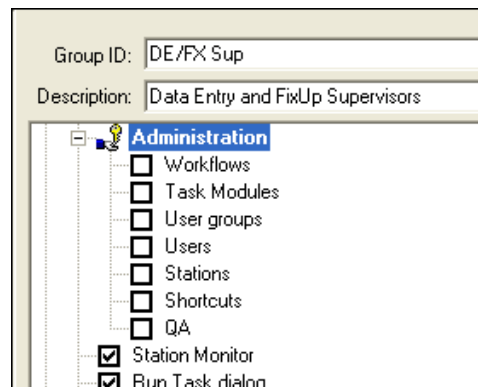 Group ID: DE/FX Sup
Description: Data Entry and FixUp Supervisors
Administration
Workflows
Task Modules
User groups
Users
Stations
Shortcuts
QA
Station Monitor
Run Task dialog